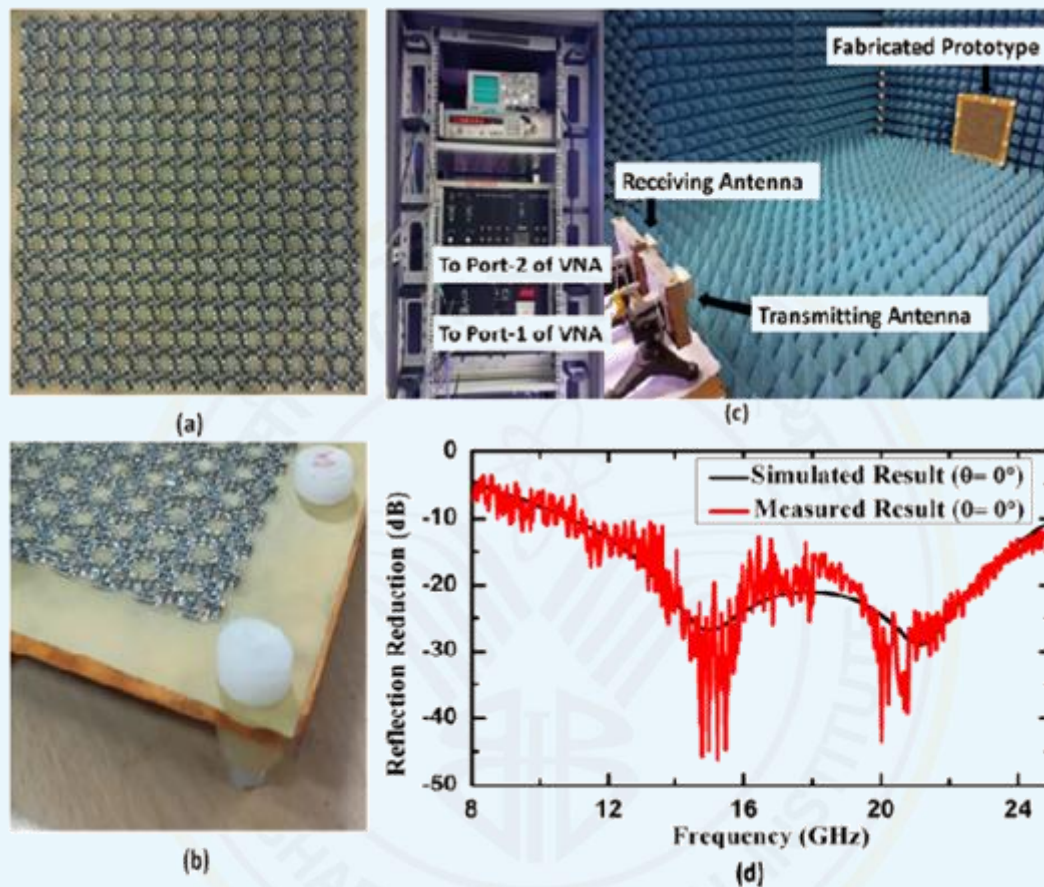 Fabricated Prototype
Receiving Antenna
To Port-2 of VNA
To Port-1 of VNA
Transmitting Antenna
(a)
(c)
(b)
0
-10
-20
-30
-40
-50
Reflection Reduction (dB)
Simulated Result (θ= 0°)
Measured Result (θ= 0°)
8
12
16
20
24
Frequency (GHz)
(d)